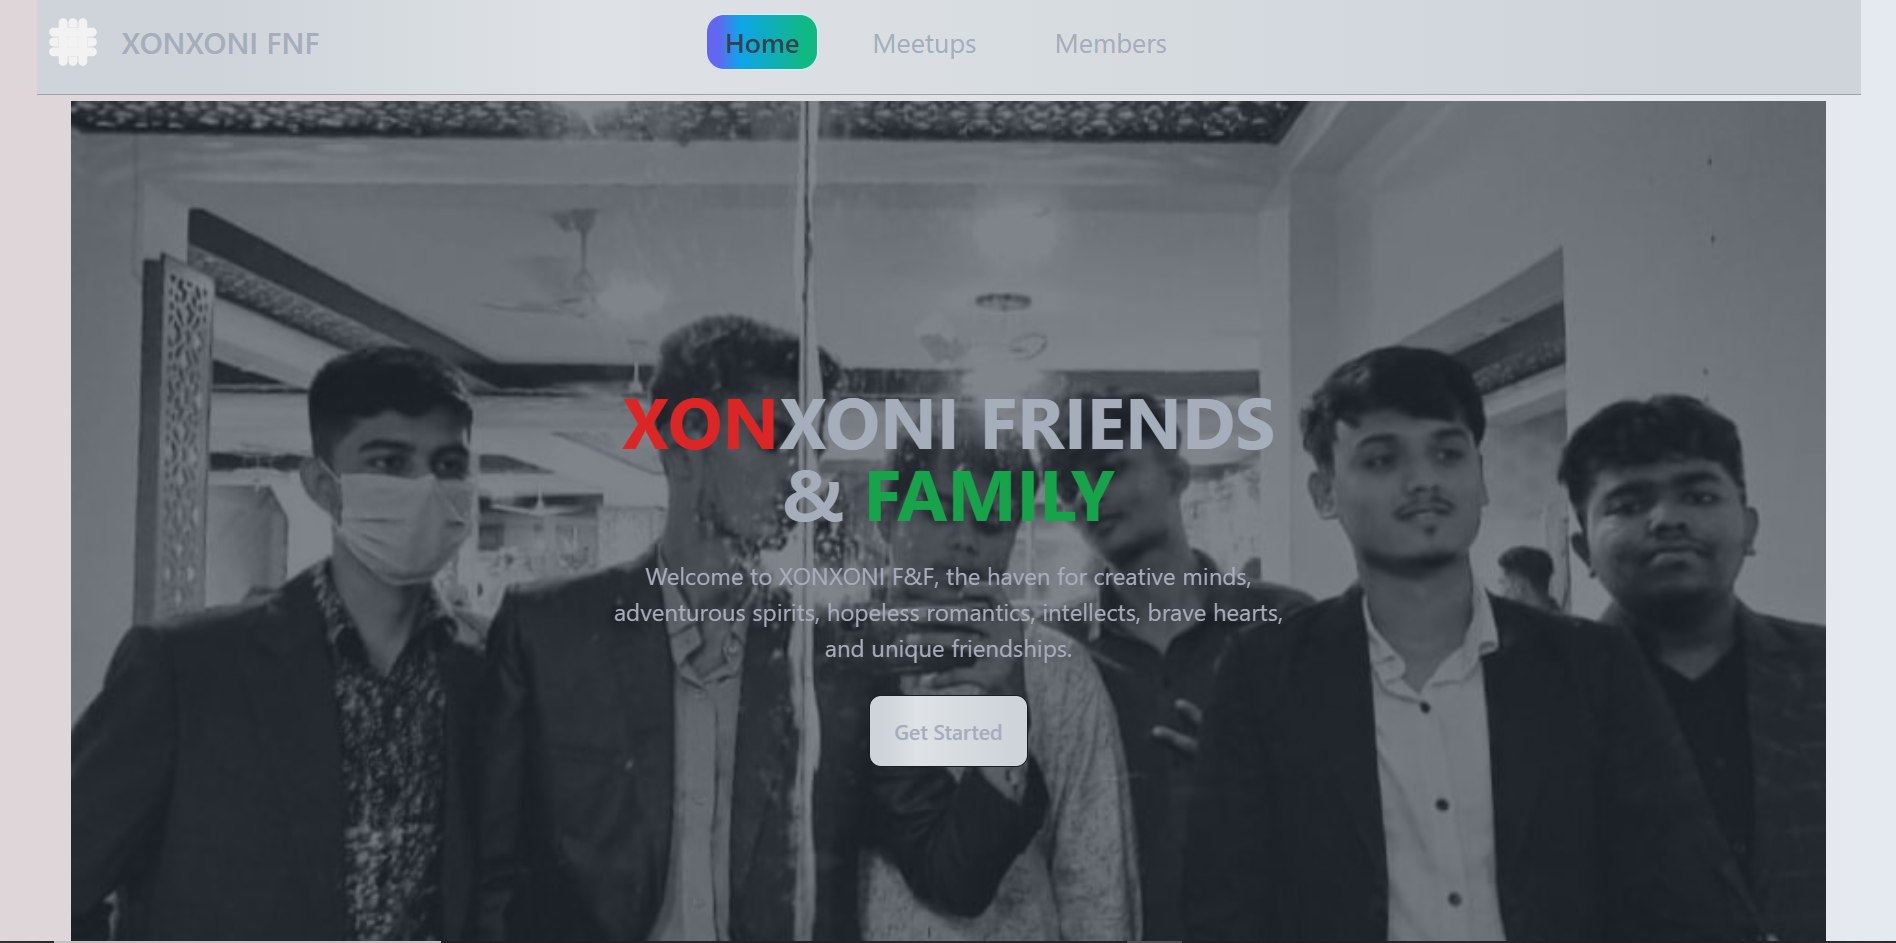 XONXONI FNF
Home
Meetups
Members
XONXONI FRIENDS
& FAMILY
Welcome to XONXONI F&F, the haven for creative minds,
adventurous spirits, hopeless romantics, intellects, brave hearts,
and unique friendships.
Get Started